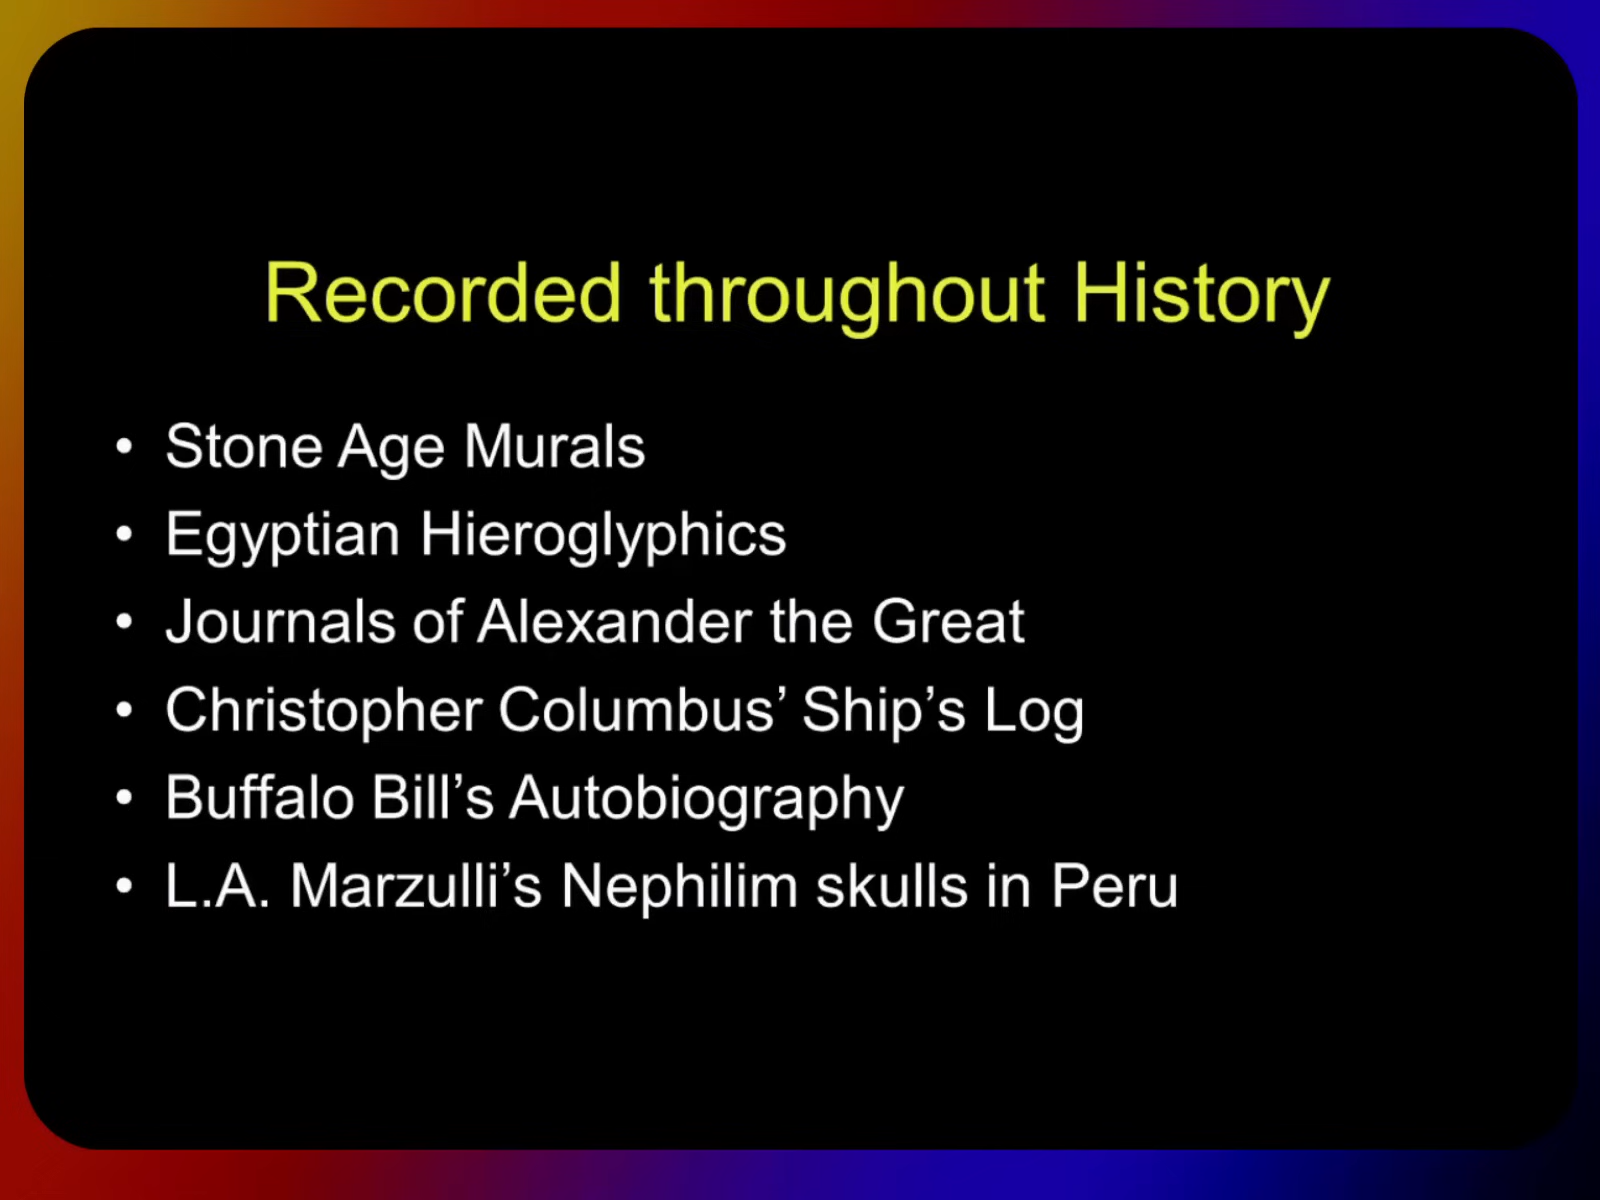 Recorded throughout History
• Stone Age Murals
• Egyptian Hieroglyphics
• Journals of Alexander the Great
• Christopher Columbus’ Ship’s Log
• Buffalo Bill’s Autobiography
• L.A. Marzulli’s Nephilim skulls in Peru